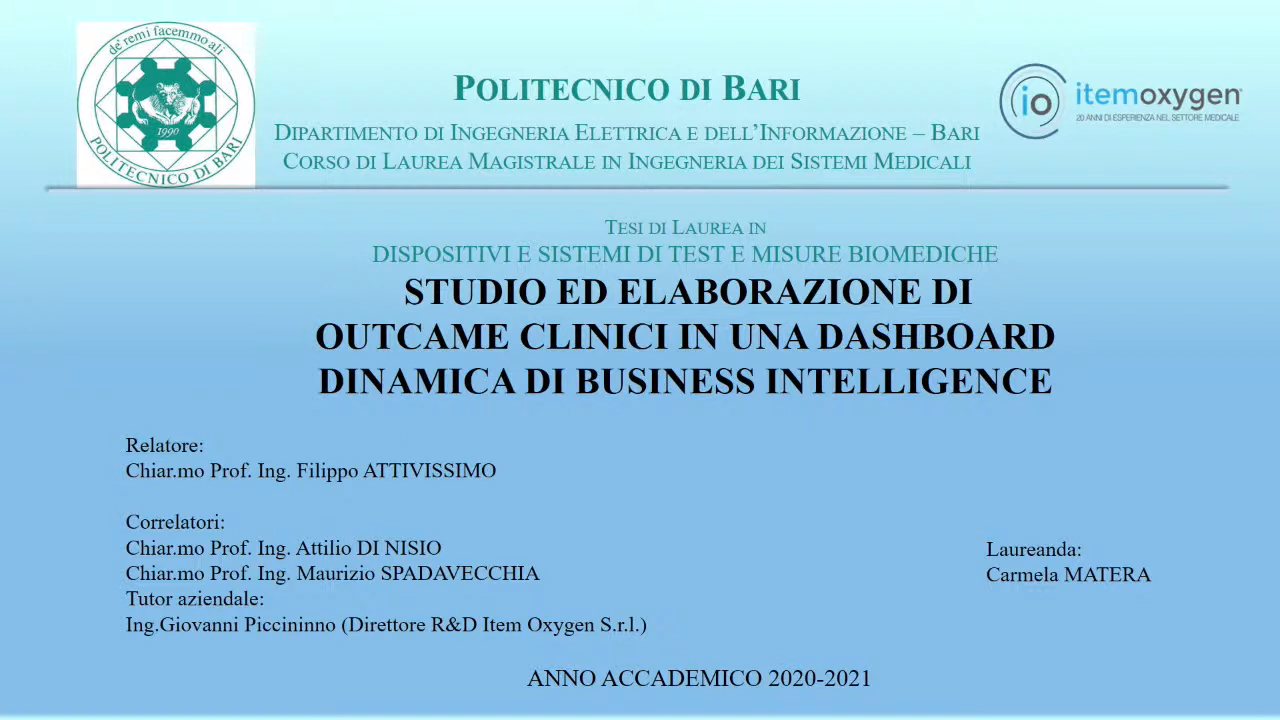 de' remi facemmo ali
1990
POLITECNICO DI BARI
POLITECNICO DI BARI
DIPARTIMENTO DI INGEGNERIA ELETTRICA E DELL'INFORMAZIONE – BARI
CORSO DI LAUREA MAGISTRALE IN INGEGNERIA DEI SISTEMI MEDICALI
io itemoxygen
20 ANNI DI ESPERIENZA NEL SETTORE MEDICALE
TESI DI LAUREA IN
DISPOSITIVI E SISTEMI DI TEST E MISURE BIOMEDICHE
STUDIO ED ELABORAZIONE DI
OUTCAME CLINICI IN UNA DASHBOARD
DINAMICA DI BUSINESS INTELLIGENCE
Relatore:
Chiar.mo Prof. Ing. Filippo ATTIVISSIMO
Correlatori:
Chiar.mo Prof. Ing. Attilio DI NISIO
Chiar.mo Prof. Ing. Maurizio SPADAVECCHIA
Tutor aziendale:
Ing.Giovanni Piccininno (Direttore R&D Item Oxygen S.r.l.)
Laureanda:
Carmela MATERA
ANNO ACCADEMICO 2020-2021